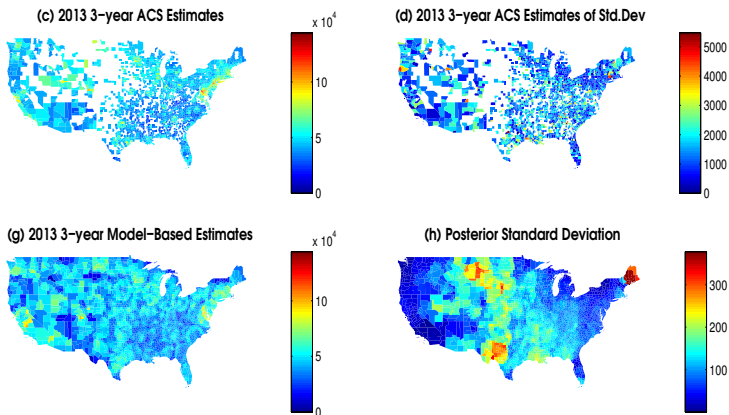 (c) 2013 3−year ACS Estimates
x 10^4
10
5
0
(d) 2013 3−year ACS Estimates of Std.Dev
5000
4000
3000
2000
1000
0
(g) 2013 3−year Model−Based Estimates
x 10^4
10
5
0
(h) Posterior Standard Deviation
300
200
100